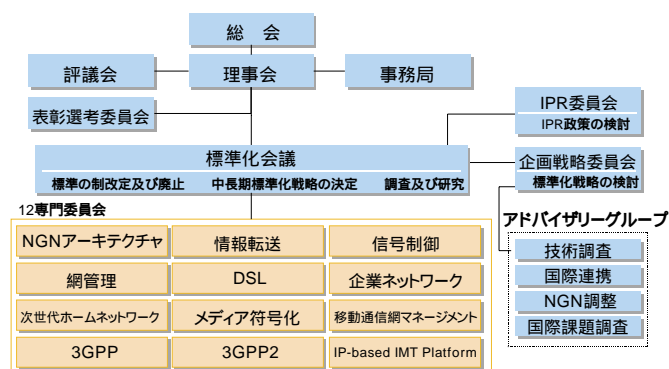 総　会
評議会
理事会
事務局
表彰選考委員会
IPR委員会
IPR政策の検討
標準化会議
標準の制改定及び廃止　中長期標準化戦略の決定　調査及び研究
企画戦略委員会
標準化戦略の検討
12専門委員会
NGNアーキテクチャ
情報転送
信号制御
網管理
DSL
企業ネットワーク
次世代ホームネットワーク
メディア符号化
移動通信網マネージメント
3GPP
3GPP2
IP-based IMT Platform
アドバイザリーグループ
技術調査
国際連携
NGN調整
国際課題調査